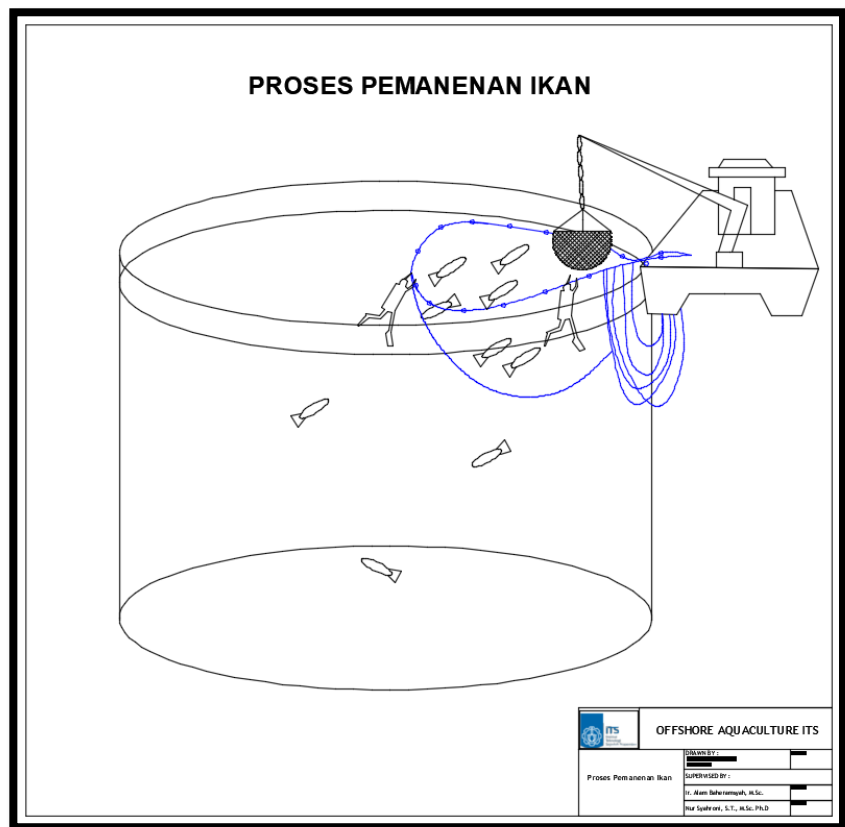 PROSES PEMANENAN IKAN
ITS
OFFSHORE AQUACULTURE ITS
DRAWN BY :
Proses Pemanenan Ikan
SUPERVISED BY :
Ir. Alam Baheramsyah, M.Sc.
Nur Syahroni, S.T., M.Sc. Ph.D